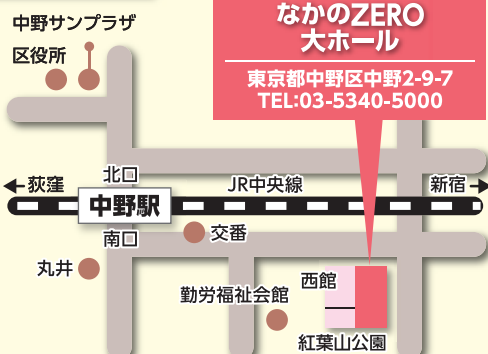 なかのZERO
大ホール
東京都中野区中野2-9-7
TEL:03-5340-5000
中野サンプラザ
区役所
北口
荻窪
JR中央線
新宿
中野駅
南口
交番
丸井
西館
勤労福祉会館
紅葉山公園